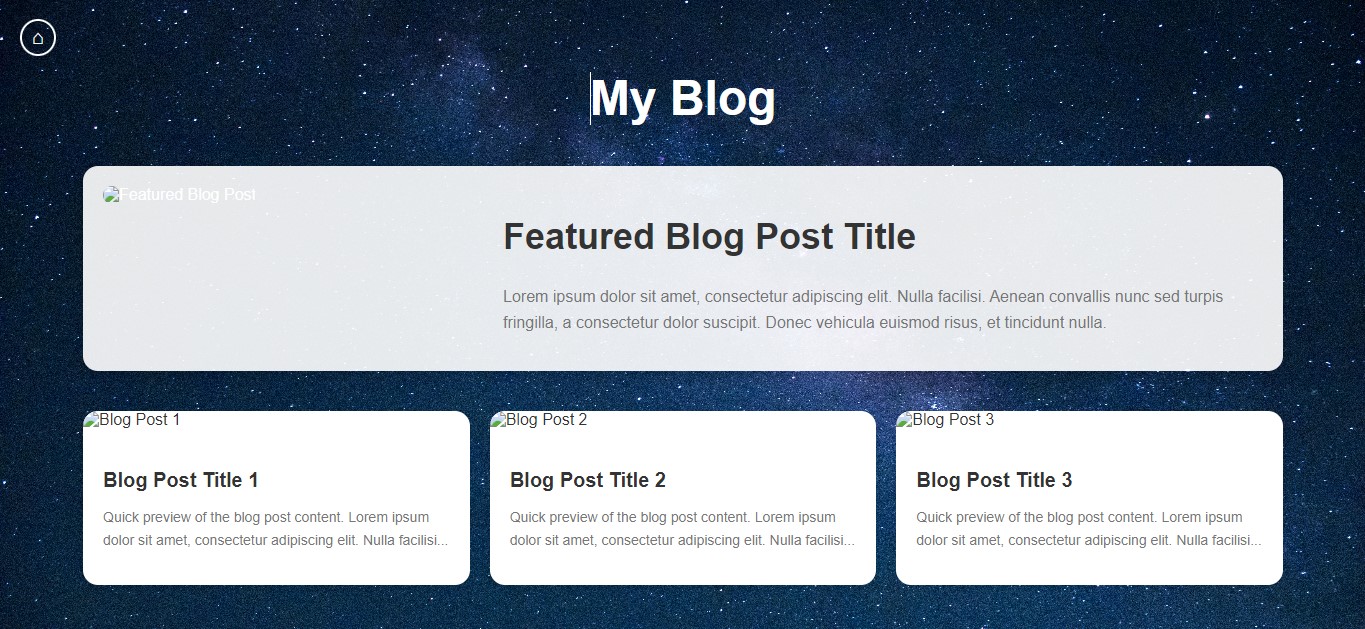 My Blog
Featured Blog Post
Featured Blog Post Title
Lorem ipsum dolor sit amet, consectetur adipiscing elit. Nulla facilisi. Aenean convallis nunc sed turpis
fringilla, a consectetur dolor suscipit. Donec vehicula euismod risus, et tincidunt nulla.
Blog Post 1
Blog Post Title 1
Quick preview of the blog post content. Lorem ipsum
dolor sit amet, consectetur adipiscing elit. Nulla facilisi...
Blog Post 2
Blog Post Title 2
Quick preview of the blog post content. Lorem ipsum
dolor sit amet, consectetur adipiscing elit. Nulla facilisi...
Blog Post 3
Blog Post Title 3
Quick preview of the blog post content. Lorem ipsum
dolor sit amet, consectetur adipiscing elit. Nulla facilisi...